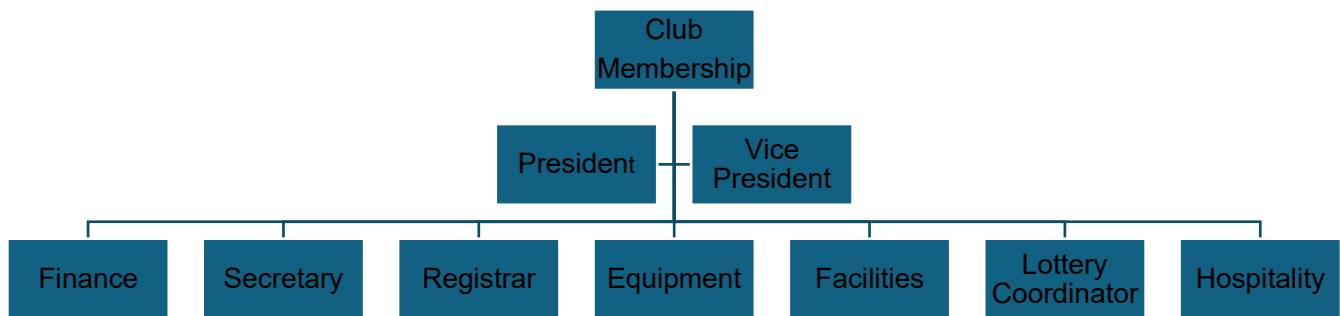 Club
Membership
President
Vice
President
Finance
Secretary
Registrar
Equipment
Facilities
Lottery
Coordinator
Hospitality